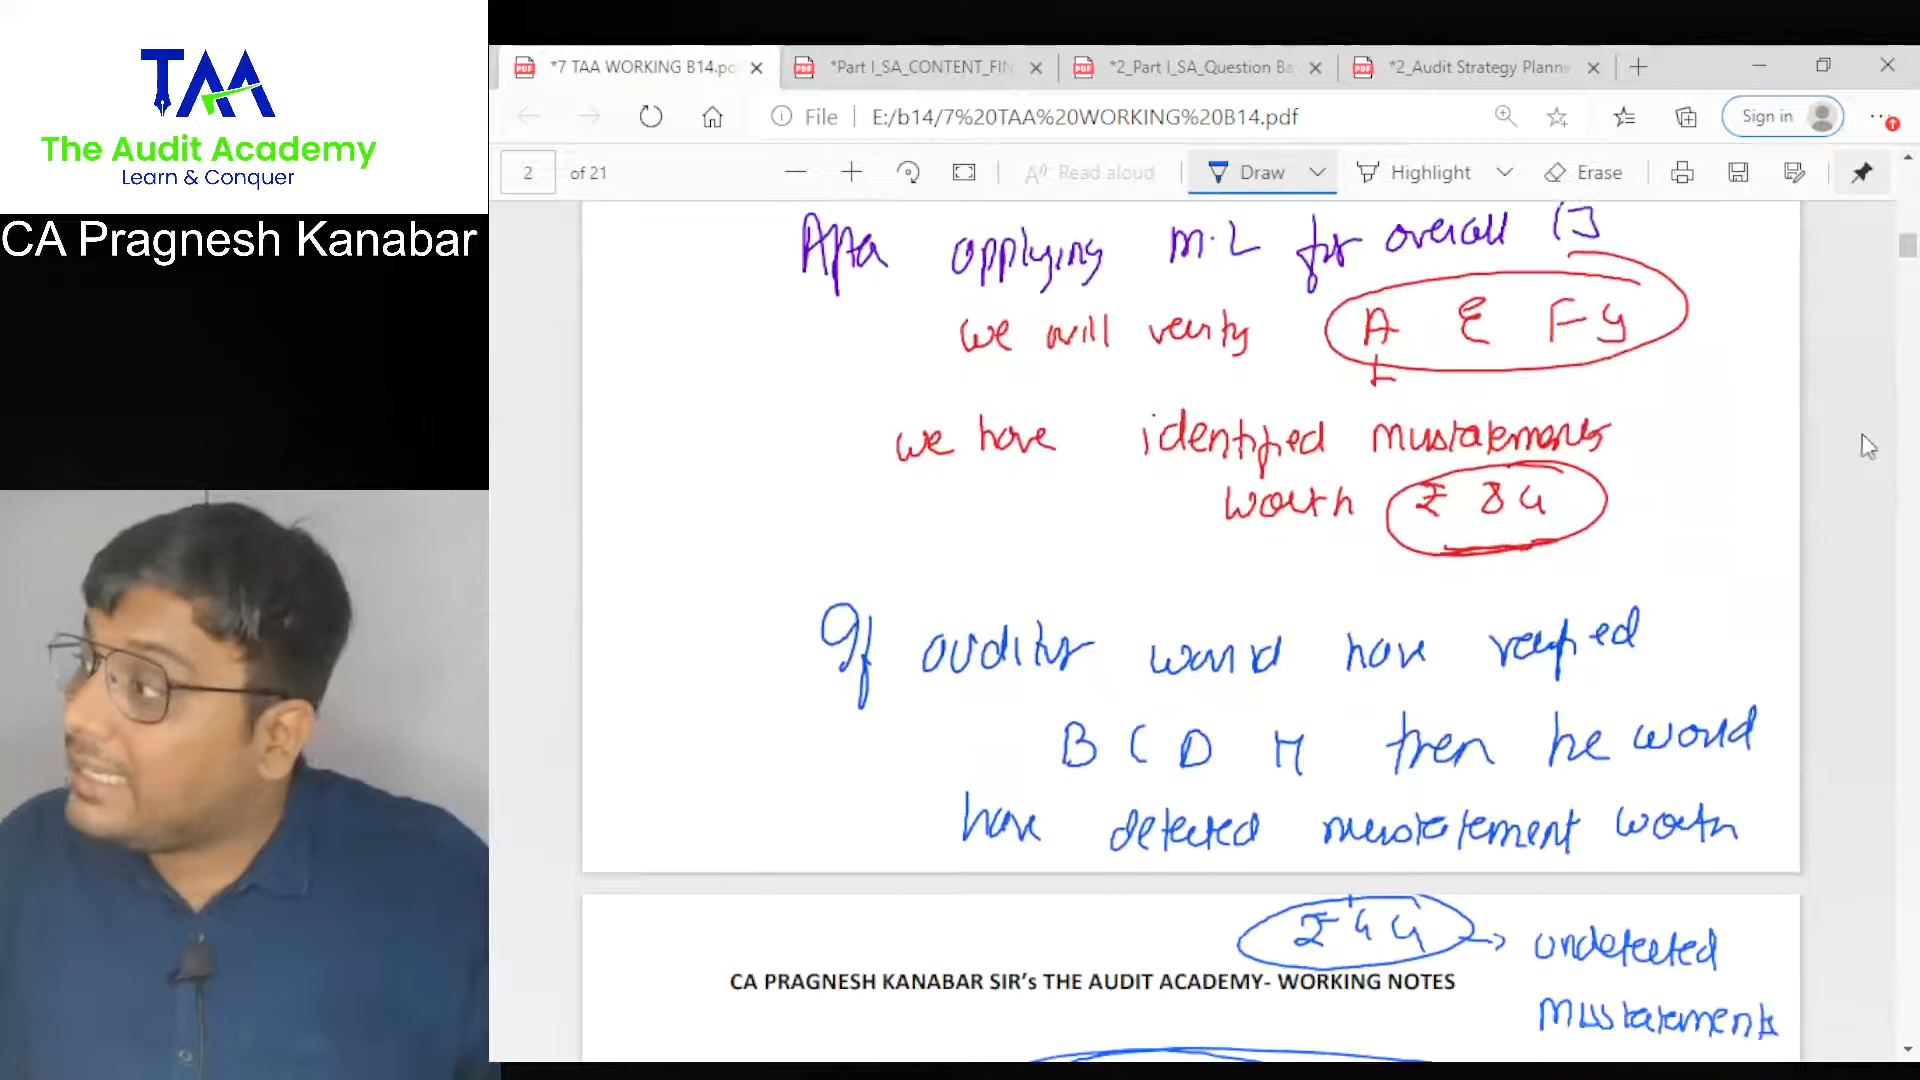 TAA
The Audit Academy
Learn & Conquer
CA Pragnesh Kanabar
*7 TAA WORKING B14.pd
*Part I_SA_CONTENT_FIN
*2_Part I_SA_Question Ba
*2_Audit Strategy Planni
File E:/b14/7%20TAA%20WORKING%20B14.pdf
Sign in
2 of 21
Read aloud
Draw
Highlight
Erase
applying M.L for overall
we will verify A E F G
we have identified misstatements
worth ₹ 84
If auditor would have verified
B C D H then he would
have detected misstatement worth
₹ 44 → undetected
CA PRAGNESH KANABAR SIR's THE AUDIT ACADEMY- WORKING NOTES
Misstatements